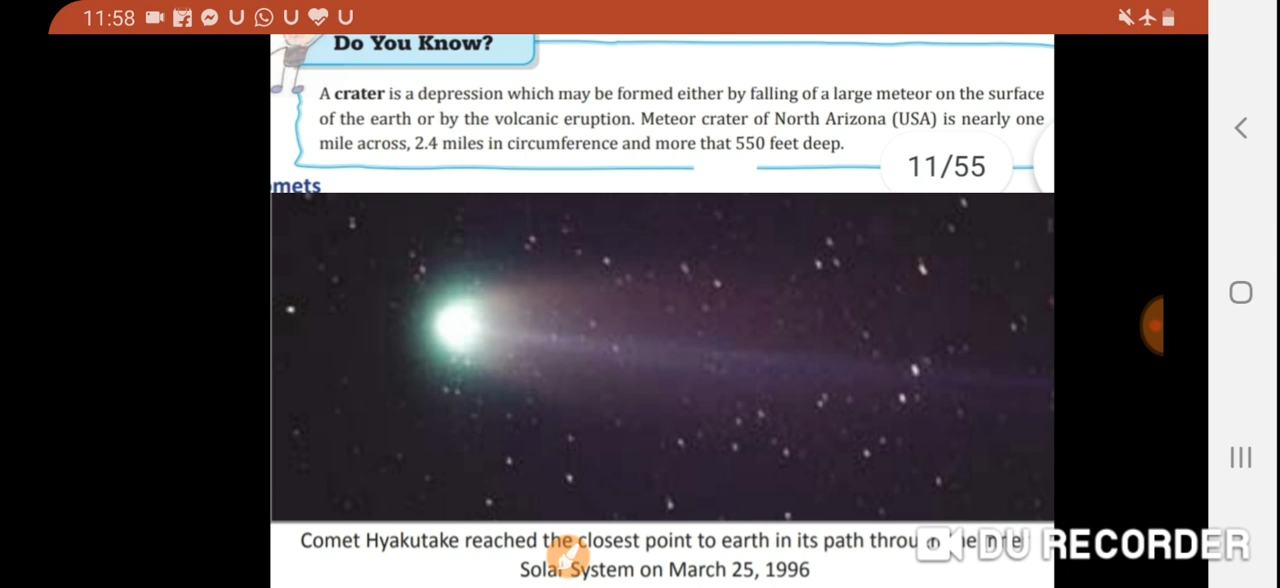 11:58
Do You Know?
A crater is a depression which may be formed either by falling of a large meteor on the surface
of the earth or by the volcanic eruption. Meteor crater of North Arizona (USA) is nearly one
mile across, 2.4 miles in circumference and more that 550 feet deep.
11/55
mets
Comet Hyakutake reached the closest point to earth in its path
DU RECORDER
Solar System on March 25, 1996